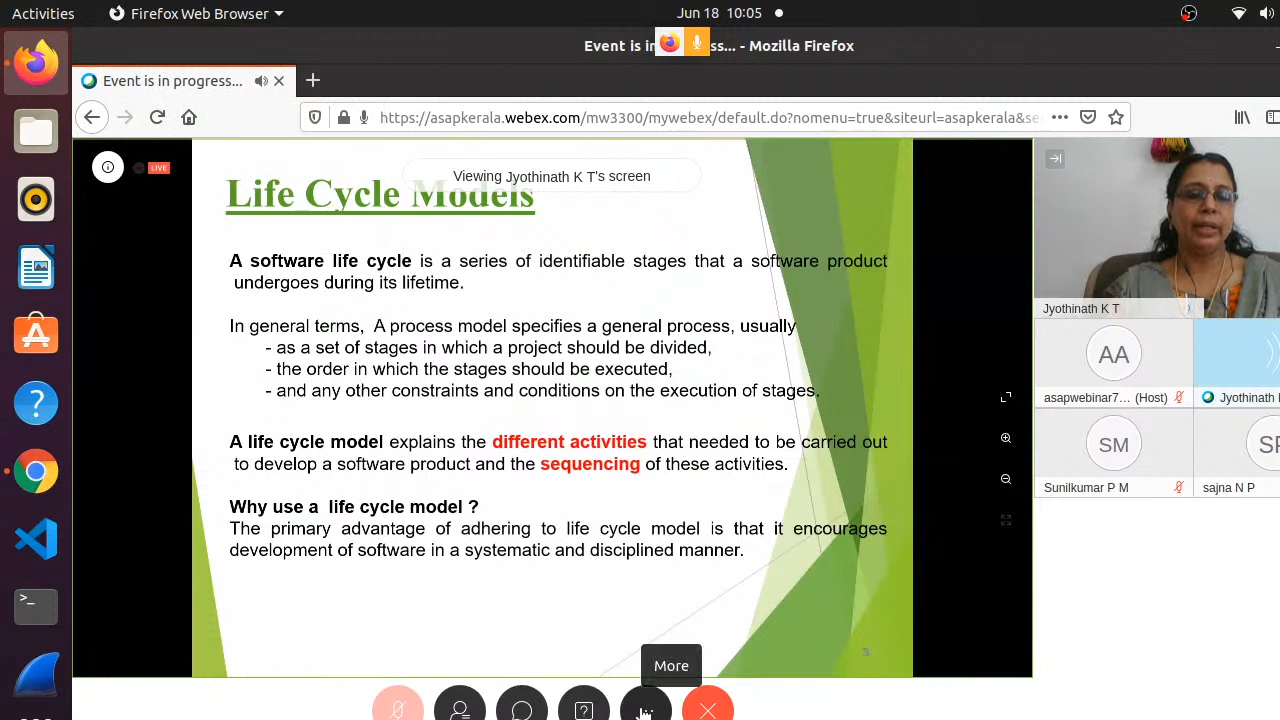 Activities
Firefox Web Browser
Jun 18 10:05
Event is in ss... - Mozilla Firefox
Event is in progress...
https://asapkerala.webex.com/mw3300/mywebex/default.do?nomenu=true&siteurl=asapkerala&se
LIVE
Viewing Jyothinath K T's screen
Life Cycle Models
A software life cycle is a series of identifiable stages that a software product
undergoes during its lifetime.
In general terms, A process model specifies a general process, usually
- as a set of stages in which a project should be divided,
- the order in which the stages should be executed,
- and any other constraints and conditions on the execution of stages.
A life cycle model explains the different activities that needed to be carried out
to develop a software product and the sequencing of these activities.
Why use a life cycle model ?
The primary advantage of adhering to life cycle model is that it encourages
development of software in a systematic and disciplined manner.
3
More
Jyothinath K T
AA
asapwebinar7... (Host)
Jyothinath
SM
Sunilkumar P M
SP
sajna N P